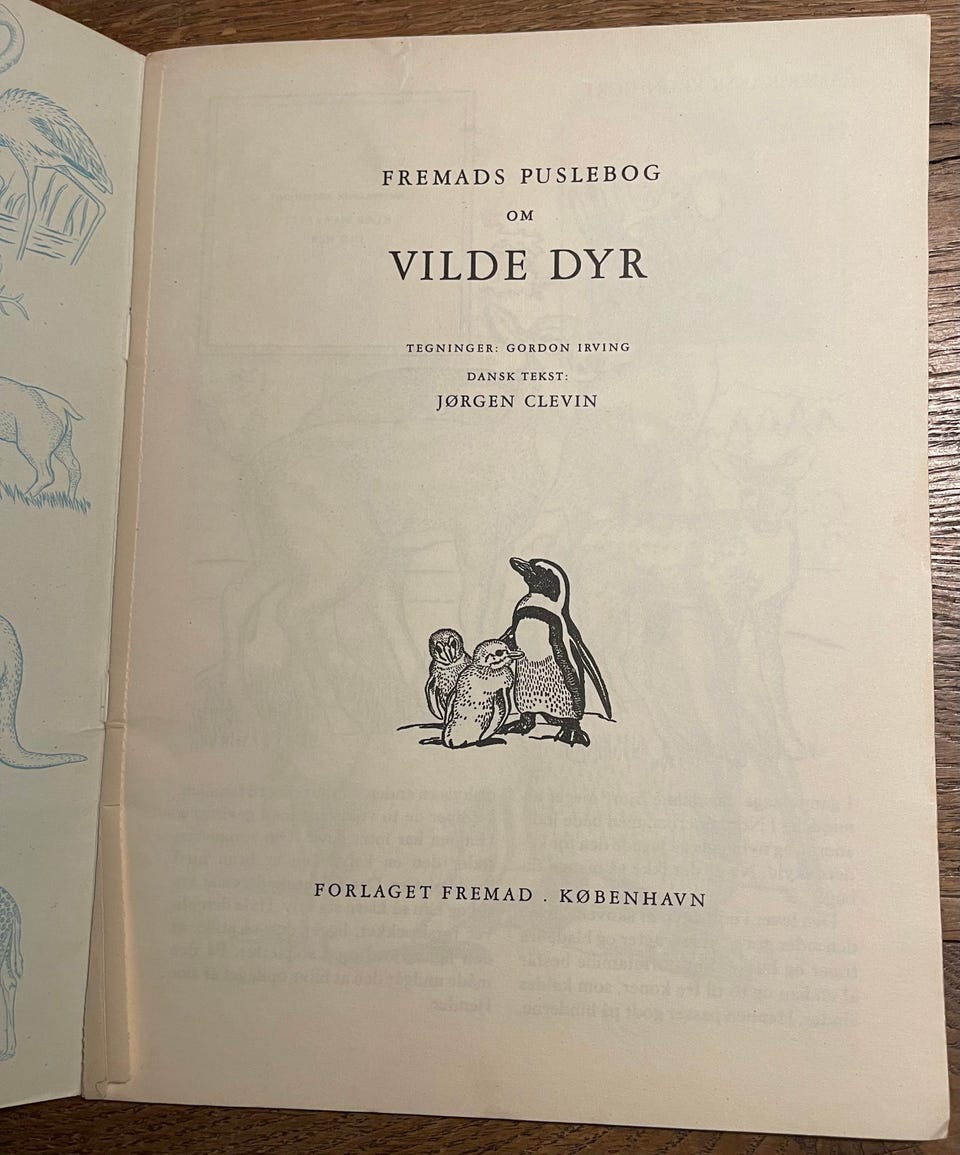 FREMADS PUSLEBOG
OM
VILDE DYR
TEGNINGER: GORDON IRVING
DANSK TEKST:
JØRGEN CLEVIN
FORLAGET FREMAD . KØBENHAVN